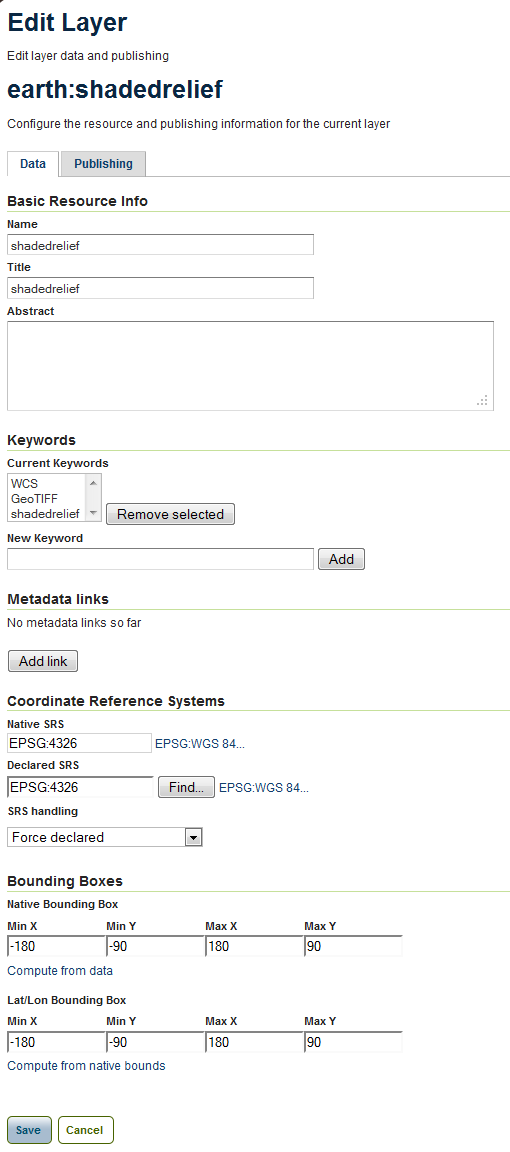 Edit Layer
Edit layer data and publishing
earth:shadedrelief
Configure the resource and publishing information for the current layer
Data Publishing
Basic Resource Info
Name
shadedrelief
Title
shadedrelief
Abstract
Keywords
Current Keywords
WCS
GeoTIFF
shadedrelief
Remove selected
New Keyword
Add
Metadata links
No metadata links so far
Add link
Coordinate Reference Systems
Native SRS
EPSG:4326 EPSG:WGS 84...
Declared SRS
EPSG:4326 Find... EPSG:WGS 84...
SRS handling
Force declared
Bounding Boxes
Native Bounding Box
Min X Min Y Max X Max Y
-180 -90 180 90
Compute from data
Lat/Lon Bounding Box
Min X Min Y Max X Max Y
-180 -90 180 90
Compute from native bounds
Save Cancel